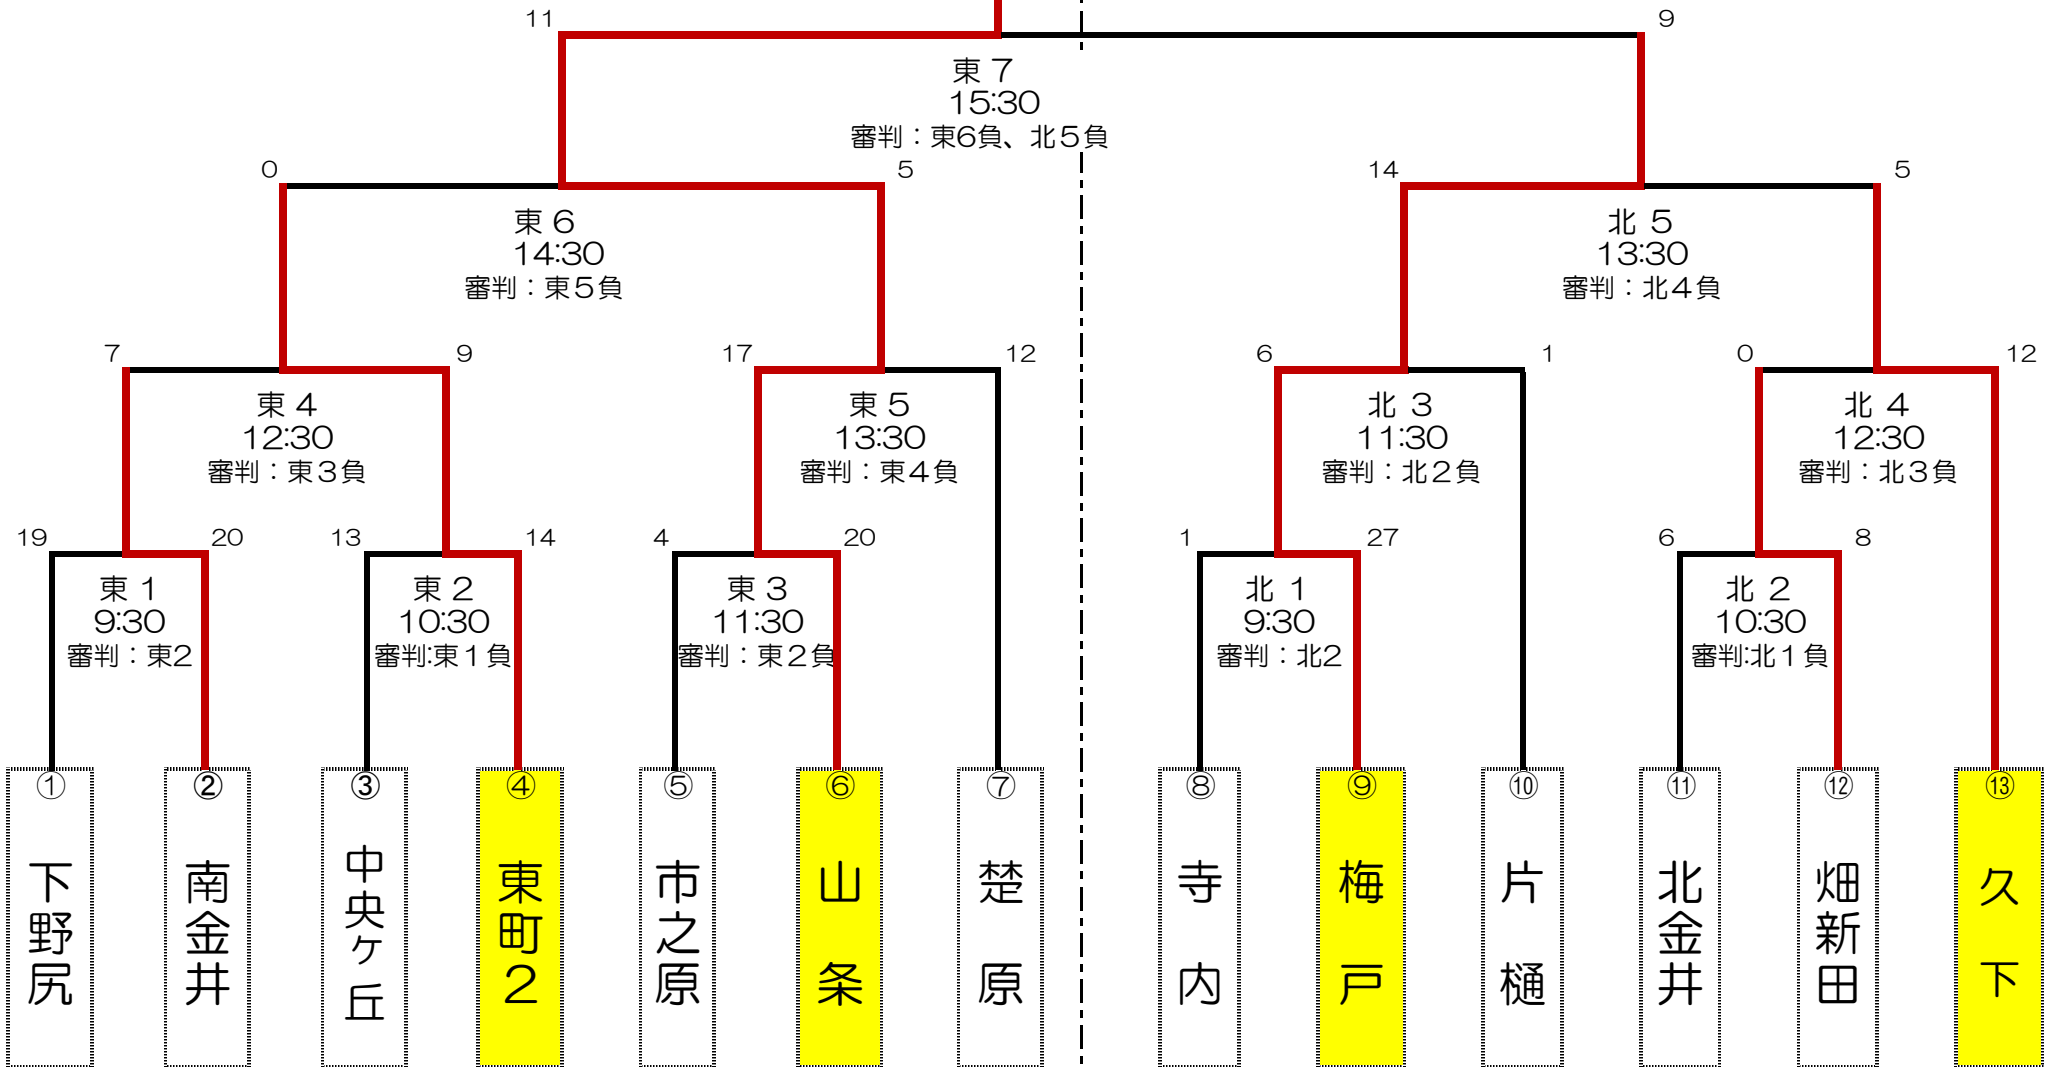 11
9
東 7
15:30
審判：東6負、北５負
0
5
14
5
東 6
14:30
審判：東５負
北 5
13:30
審判：北４負
7
9
17
12
6
1
0
12
東 4
12:30
審判：東３負
東 5
13:30
審判：東４負
北 3
11:30
審判：北２負
北 4
12:30
審判：北３負
19
20
13
14
4
20
1
27
6
8
東 1
9:30
審判：東2
東 2
10:30
審判:東１負
東 3
11:30
審判：東２負
北 1
9:30
審判：北2
北 2
10:30
審判:北１負
①
下野尻
②
南金井
③
中央ヶ丘
④
東町２
⑤
市之原
⑥
山条
⑦
楚原
⑧
寺内
⑨
梅戸
⑩
片樋
⑪
北金井
⑫
畑新田
⑬
久下